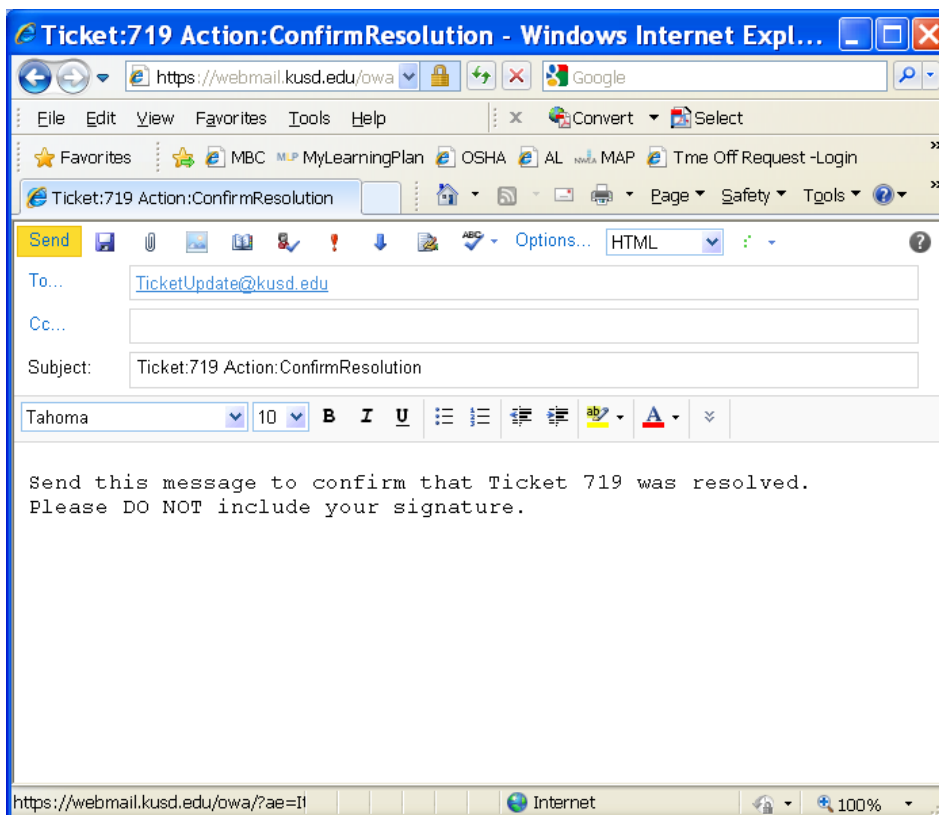 Ticket:719 Action:ConfirmResolution - Windows Internet Expl...
https://webmail.kusd.edu/owa Google
File Edit View Favorites Tools Help x Convert Select
Favorites MBC MLP MyLearningPlan OSHA AL MAP Tme Off Request -Login »
Ticket:719 Action:ConfirmResolution Page Safety Tools »
Send ABC Options... HTML
To... TicketUpdate@kusd.edu
Cc...
Subject: Ticket:719 Action:ConfirmResolution
Tahoma 10 B I U ab A
Send this message to confirm that Ticket 719 was resolved.
Please DO NOT include your signature.
https://webmail.kusd.edu/owa/?ae=It Internet 100%